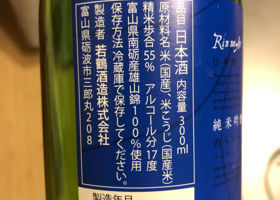 品目 日本酒 内容量 300ml
原材料名 米(国産)、米こうじ(国産米)
精米歩合 55% アルコール分 17度
富山県南砺産雄山錦100%使用
保存方法 冷蔵庫で保存してください。
製造者 若鶴酒造株式会社
富山県砺波市三郎丸208
製造年月
純米吟